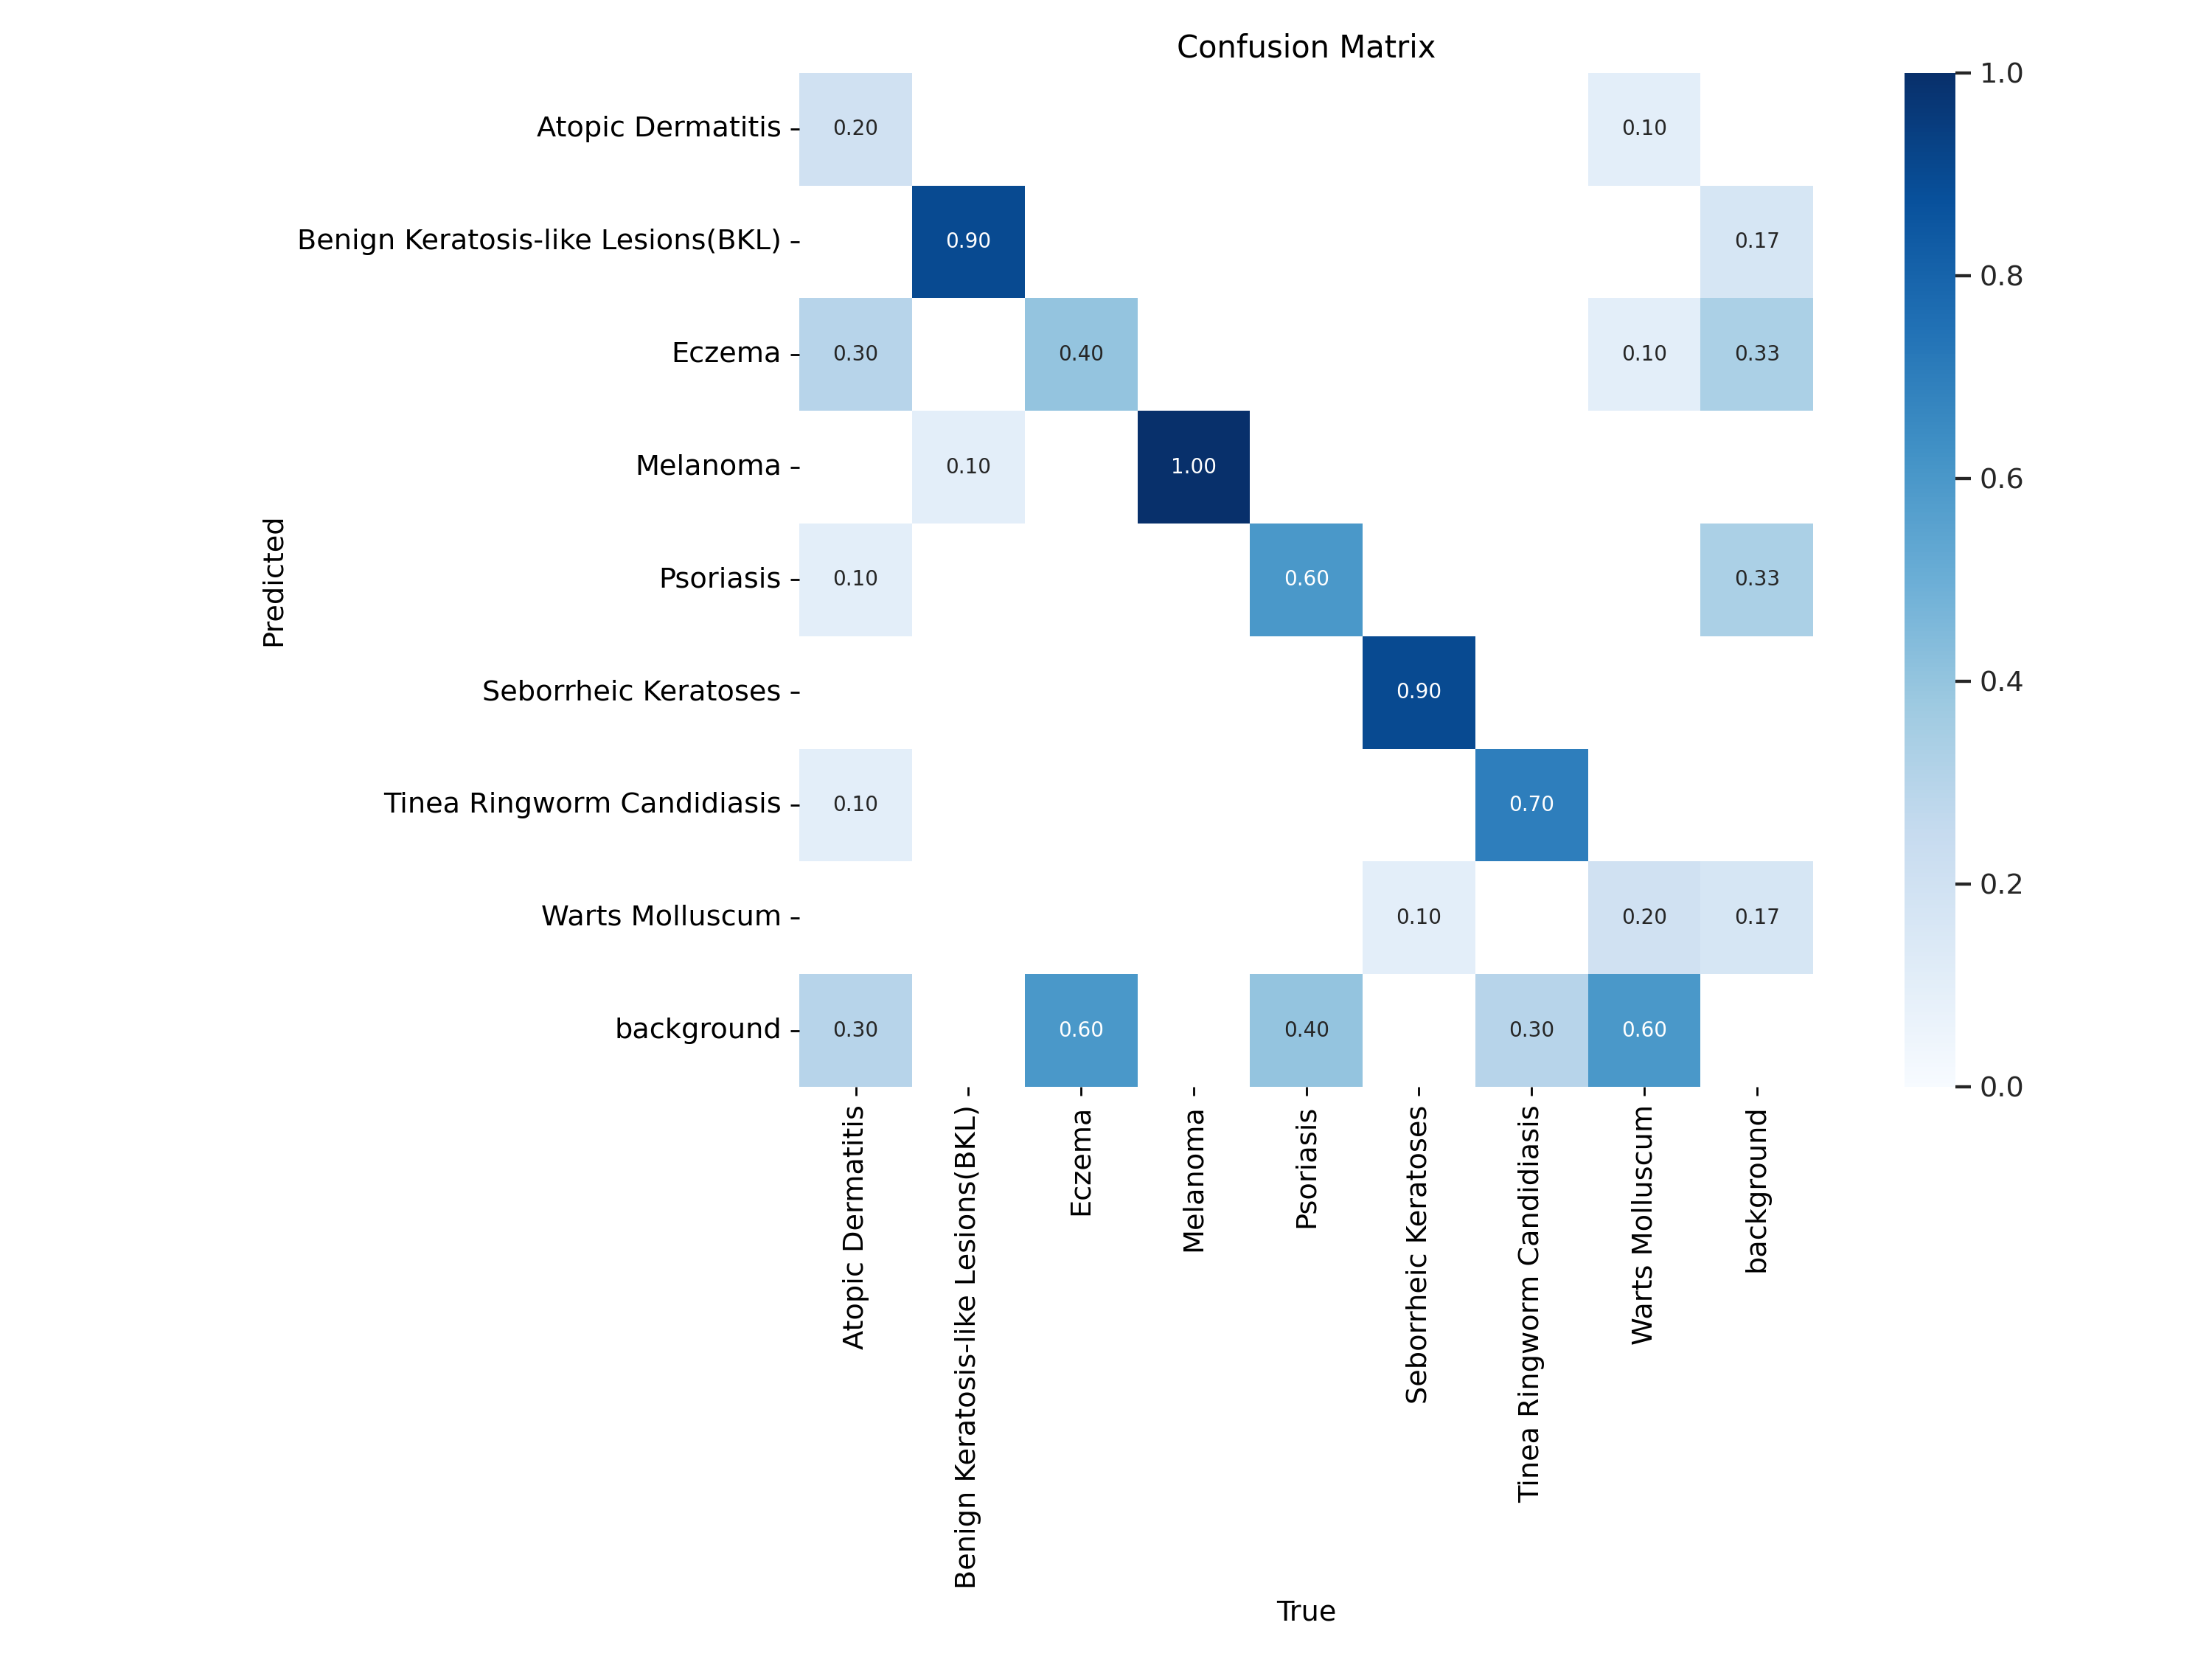 Confusion Matrix
Atopic Dermatitis 0.20 0.10
Benign Keratosis-like Lesions(BKL) 0.90 0.17
Eczema 0.30 0.40 0.10 0.33
Melanoma 0.10 1.00
Psoriasis 0.10 0.60 0.33
Seborrheic Keratoses 0.90
Tinea Ringworm Candidiasis 0.10 0.70
Warts Molluscum 0.10 0.20 0.17
background 0.30 0.60 0.40 0.30 0.60
Predicted
Atopic Dermatitis
Benign Keratosis-like Lesions(BKL)
Eczema
Melanoma
Psoriasis
Seborrheic Keratoses
Tinea Ringworm Candidiasis
Warts Molluscum
background
True
1.0
0.8
0.6
0.4
0.2
0.0